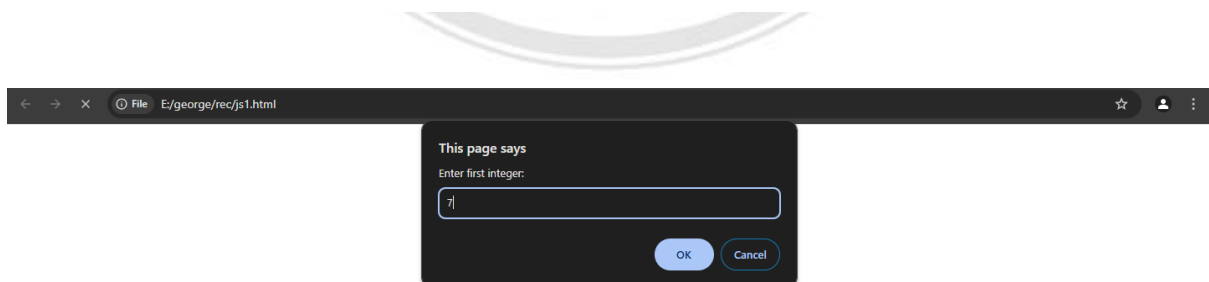 File E:/george/rec/js1.html
This page says
Enter first integer:
7
OK Cancel